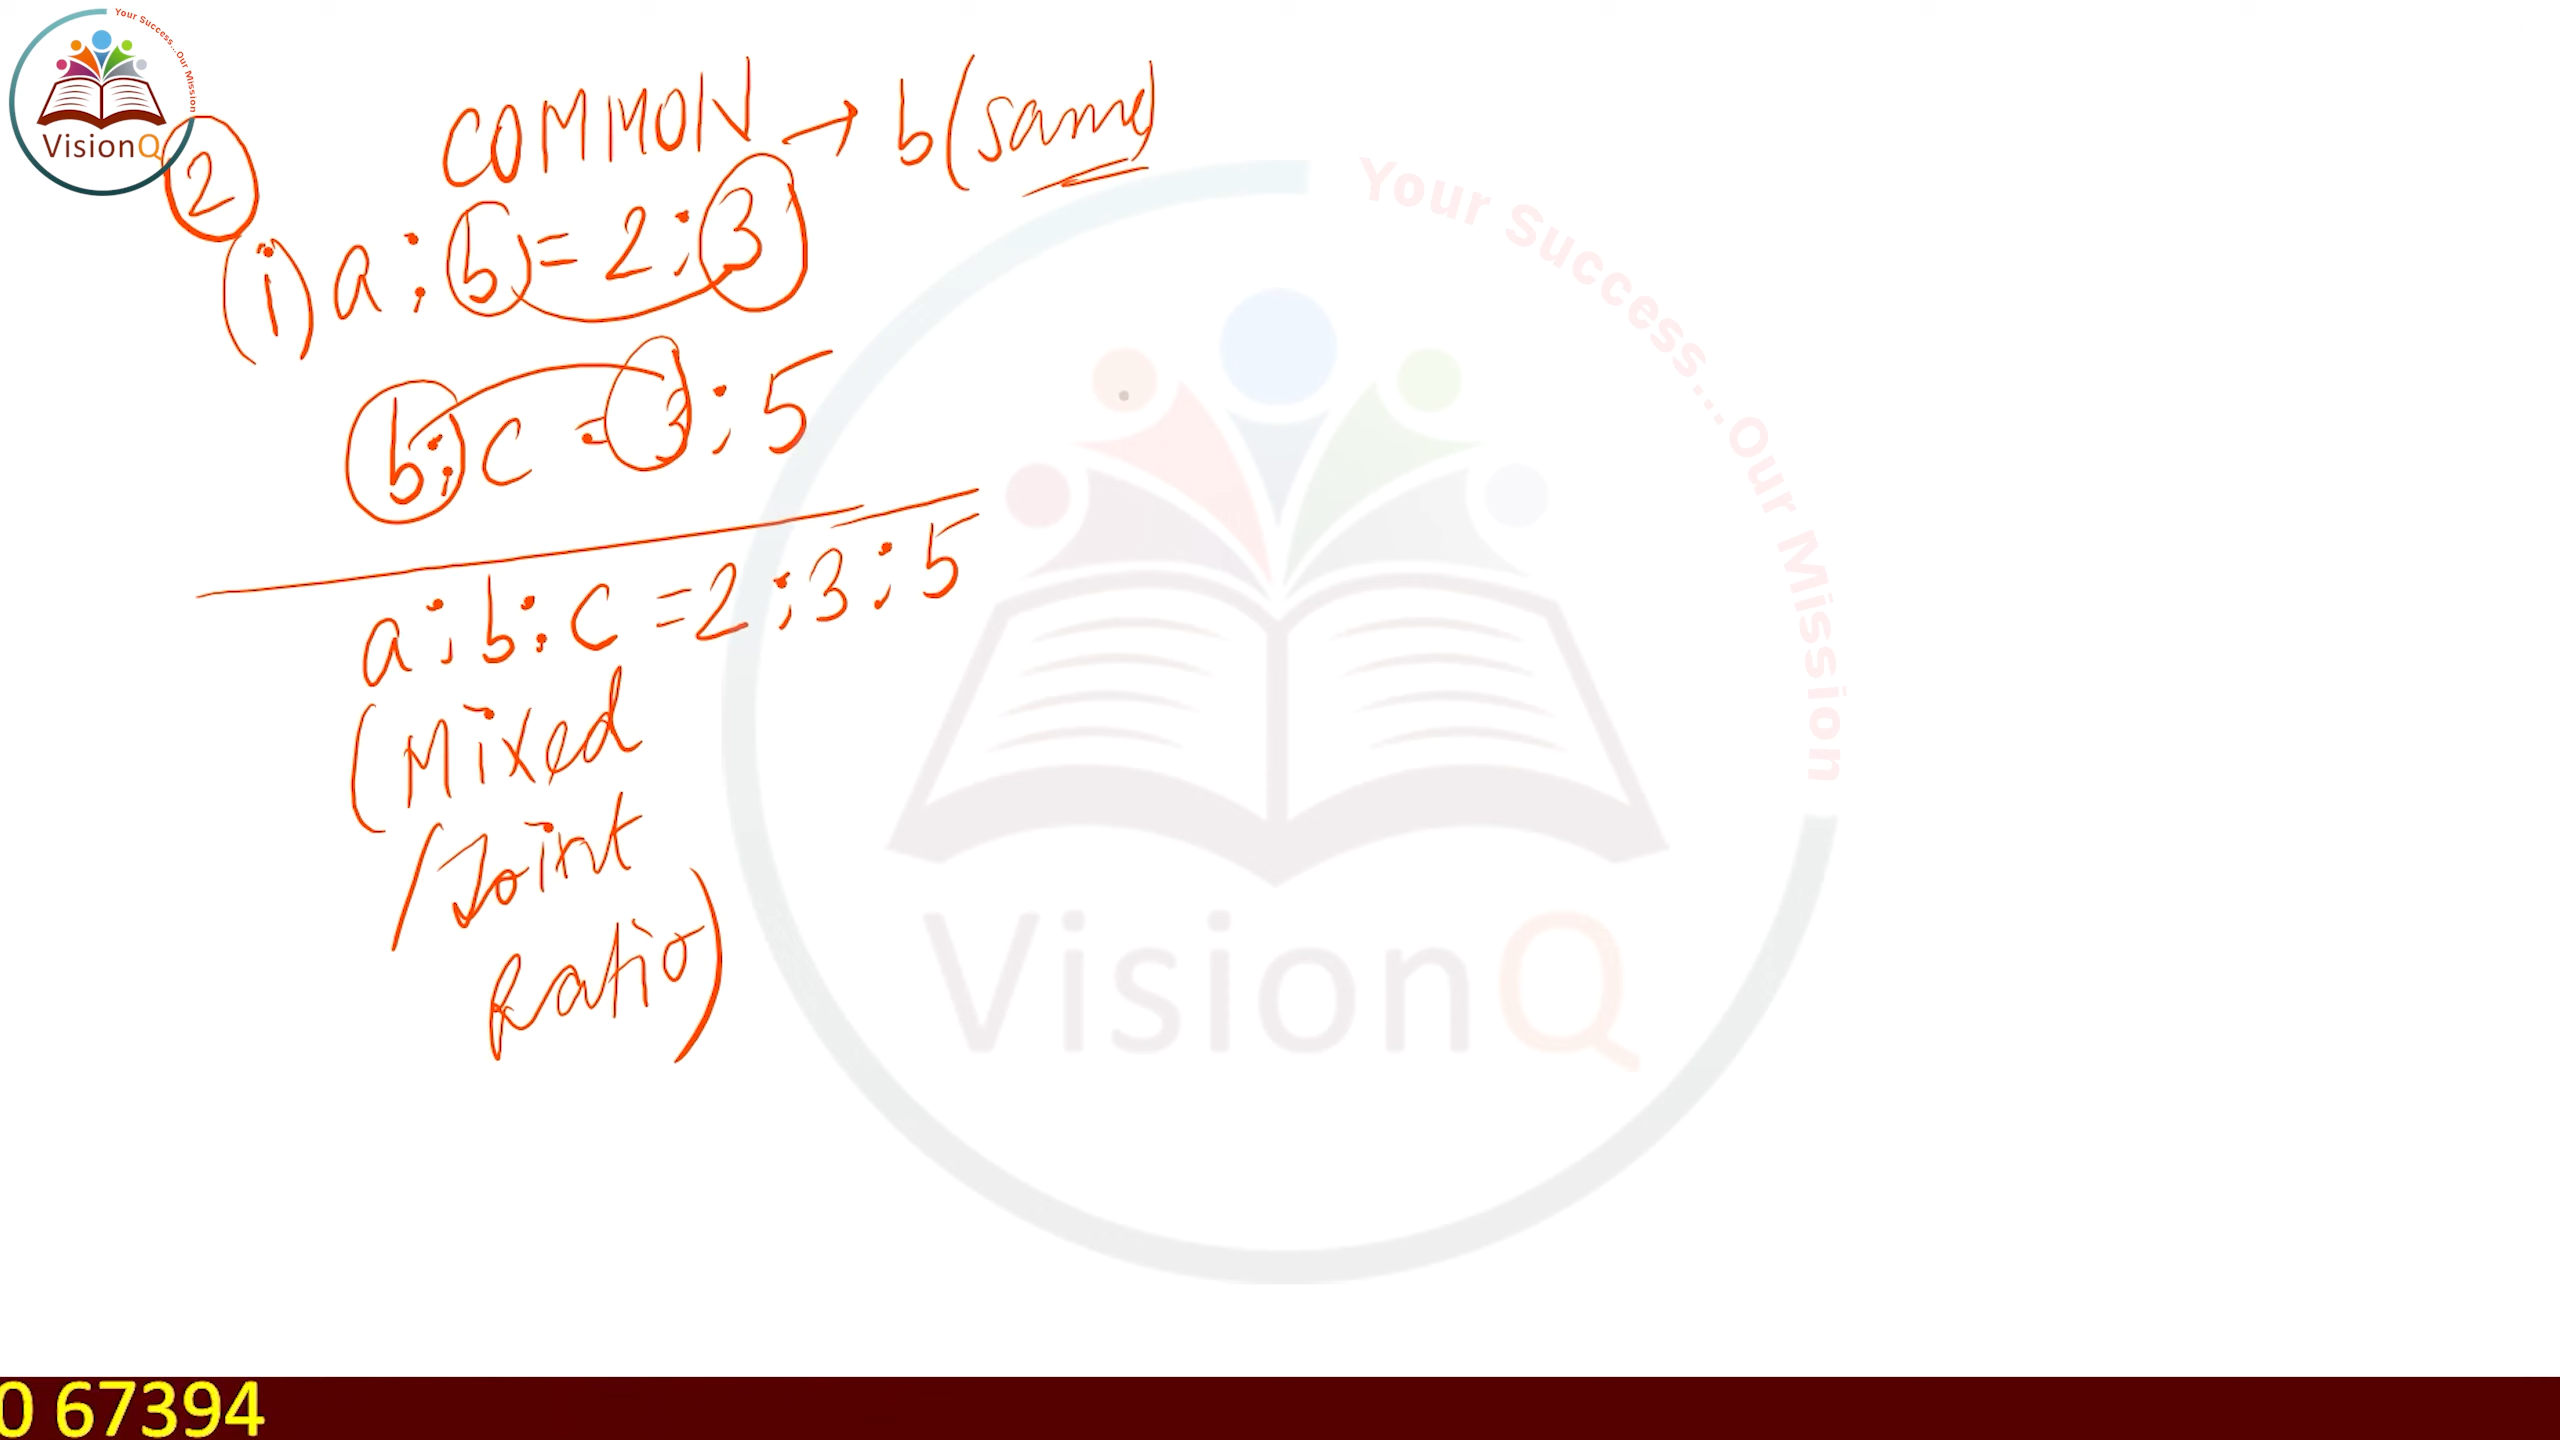 Your Success...Our Mission
VisionQ
2
COMMON → b (same)
(i) a : b = 2 : 3
b : c = 3 : 5
a : b : c = 2 : 3 : 5
(Mixed
/Joint
Ratio)
Your Success...Our Mission
VisionQ
0 67394